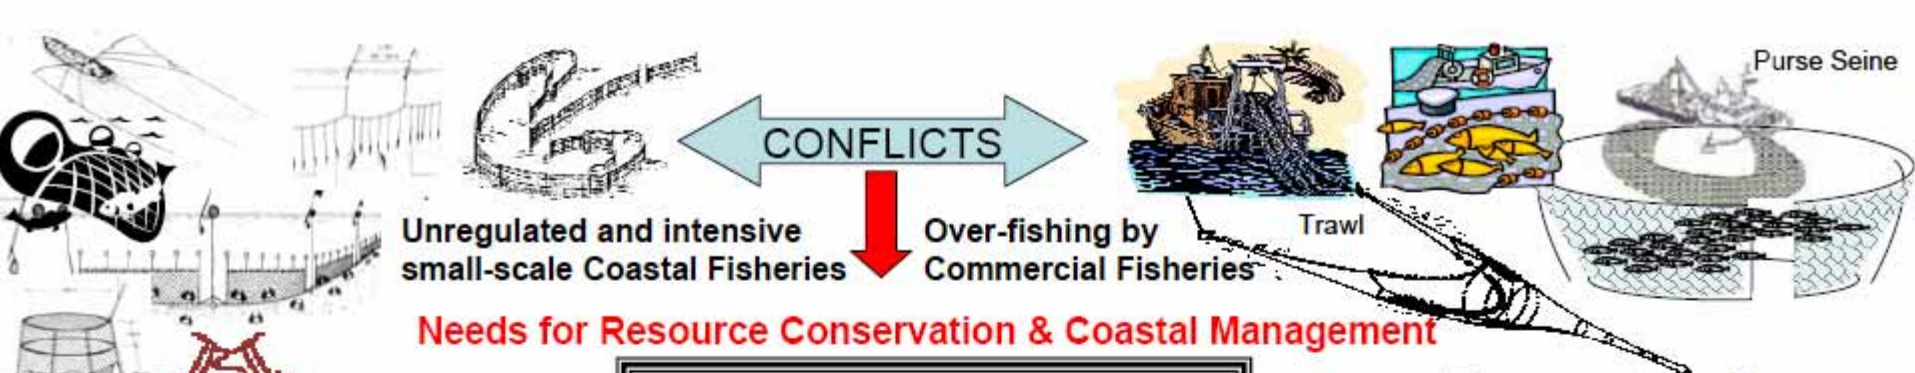 Purse Seine
CONFLICTS
Trawl
Unregulated and intensive
small-scale Coastal Fisheries
Over-fishing by
Commercial Fisheries
Needs for Resource Conservation & Coastal Management